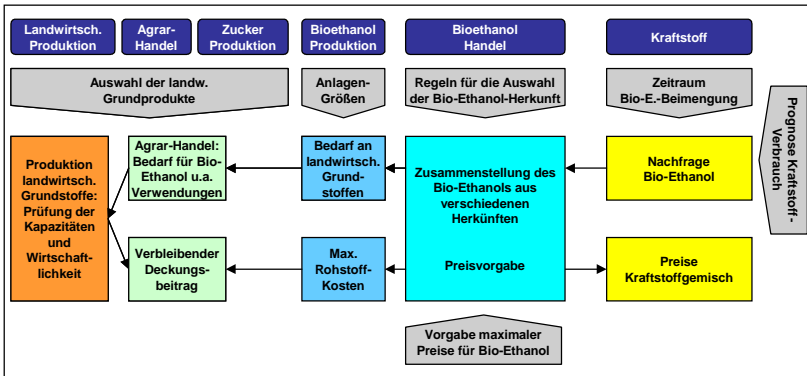 Landwirtsch.
Produktion
Agrar-
Handel
Zucker
Produktion
Bioethanol
Produktion
Bioethanol
Handel
Kraftstoff
Auswahl der landw.
Grundprodukte
Anlagen-
Größen
Regeln für die Auswahl
der Bio-Ethanol-Herkunft
Zeitraum
Bio-E.-Beimengung
Prognose Kraftstoff-
Verbrauch
Produktion
landwirtsch.
Grundstoffe:
Prüfung der
Kapazitäten
und
Wirtschaft-
lichkeit
Agrar-Handel:
Bedarf für Bio-
Ethanol u.a.
Verwendungen
Bedarf an
landwirtsch.
Grund-
stoffen
Zusammenstellung des
Bio-Ethanols aus
verschiedenen
Herkünften
Nachfrage
Bio-Ethanol
Verbleibender
Deckungs-
beitrag
Max.
Rohstoff-
Kosten
Preisvorgabe
Preise
Kraftstoffgemisch
Vorgabe maximaler
Preise für Bio-Ethanol